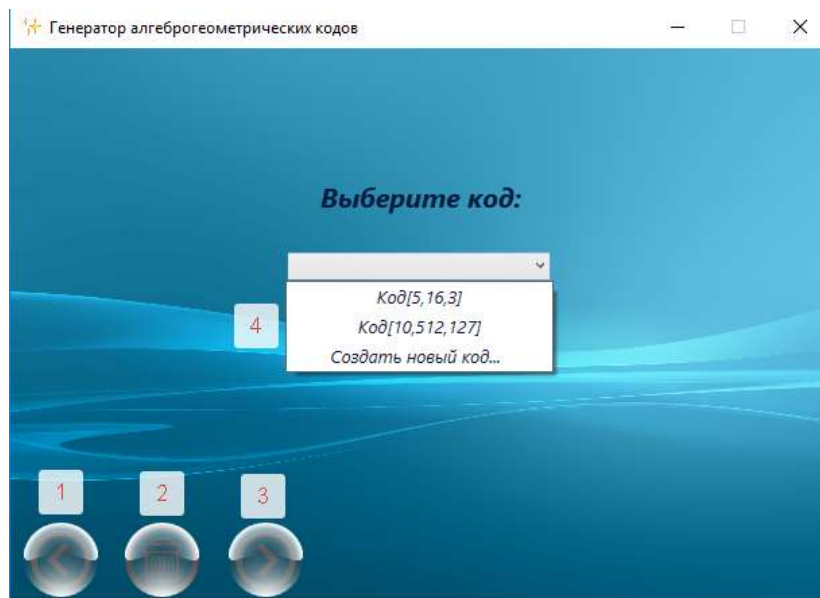 Генератор алгеброгеометрических кодов
Выберите код:
Код[5,16,3]
4
Код[10,512,127]
Создать новый код...
1
2
3